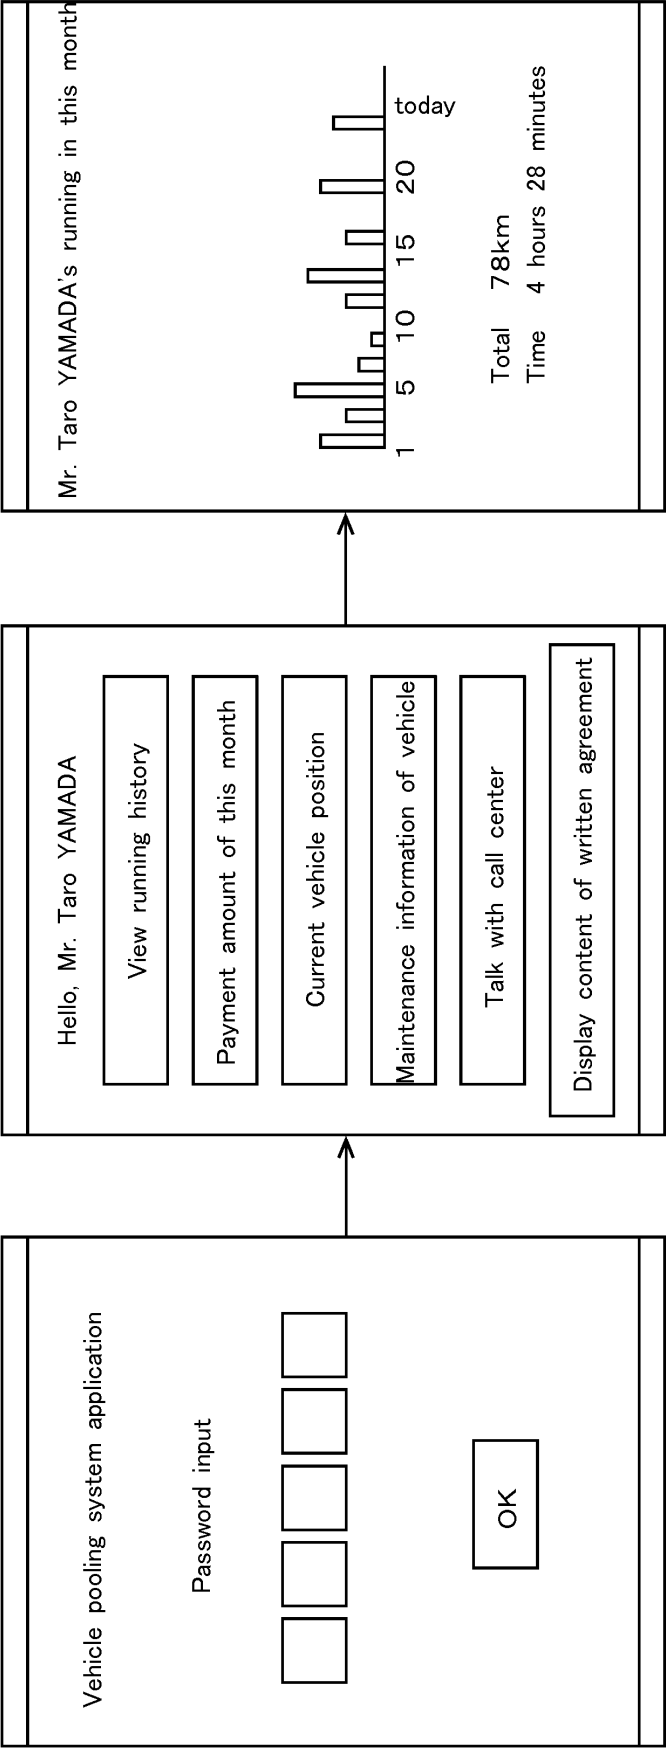 Vehicle pooling system application
Password input
OK
Hello, Mr. Taro YAMADA
View running history
Payment amount of this month
Current vehicle position
Maintenance information of vehicle
Talk with call center
Display content of written agreement
Mr. Taro YAMADA's running in this month
1 5 10 15 20 today
Total 78km
Time 4 hours 28 minutes